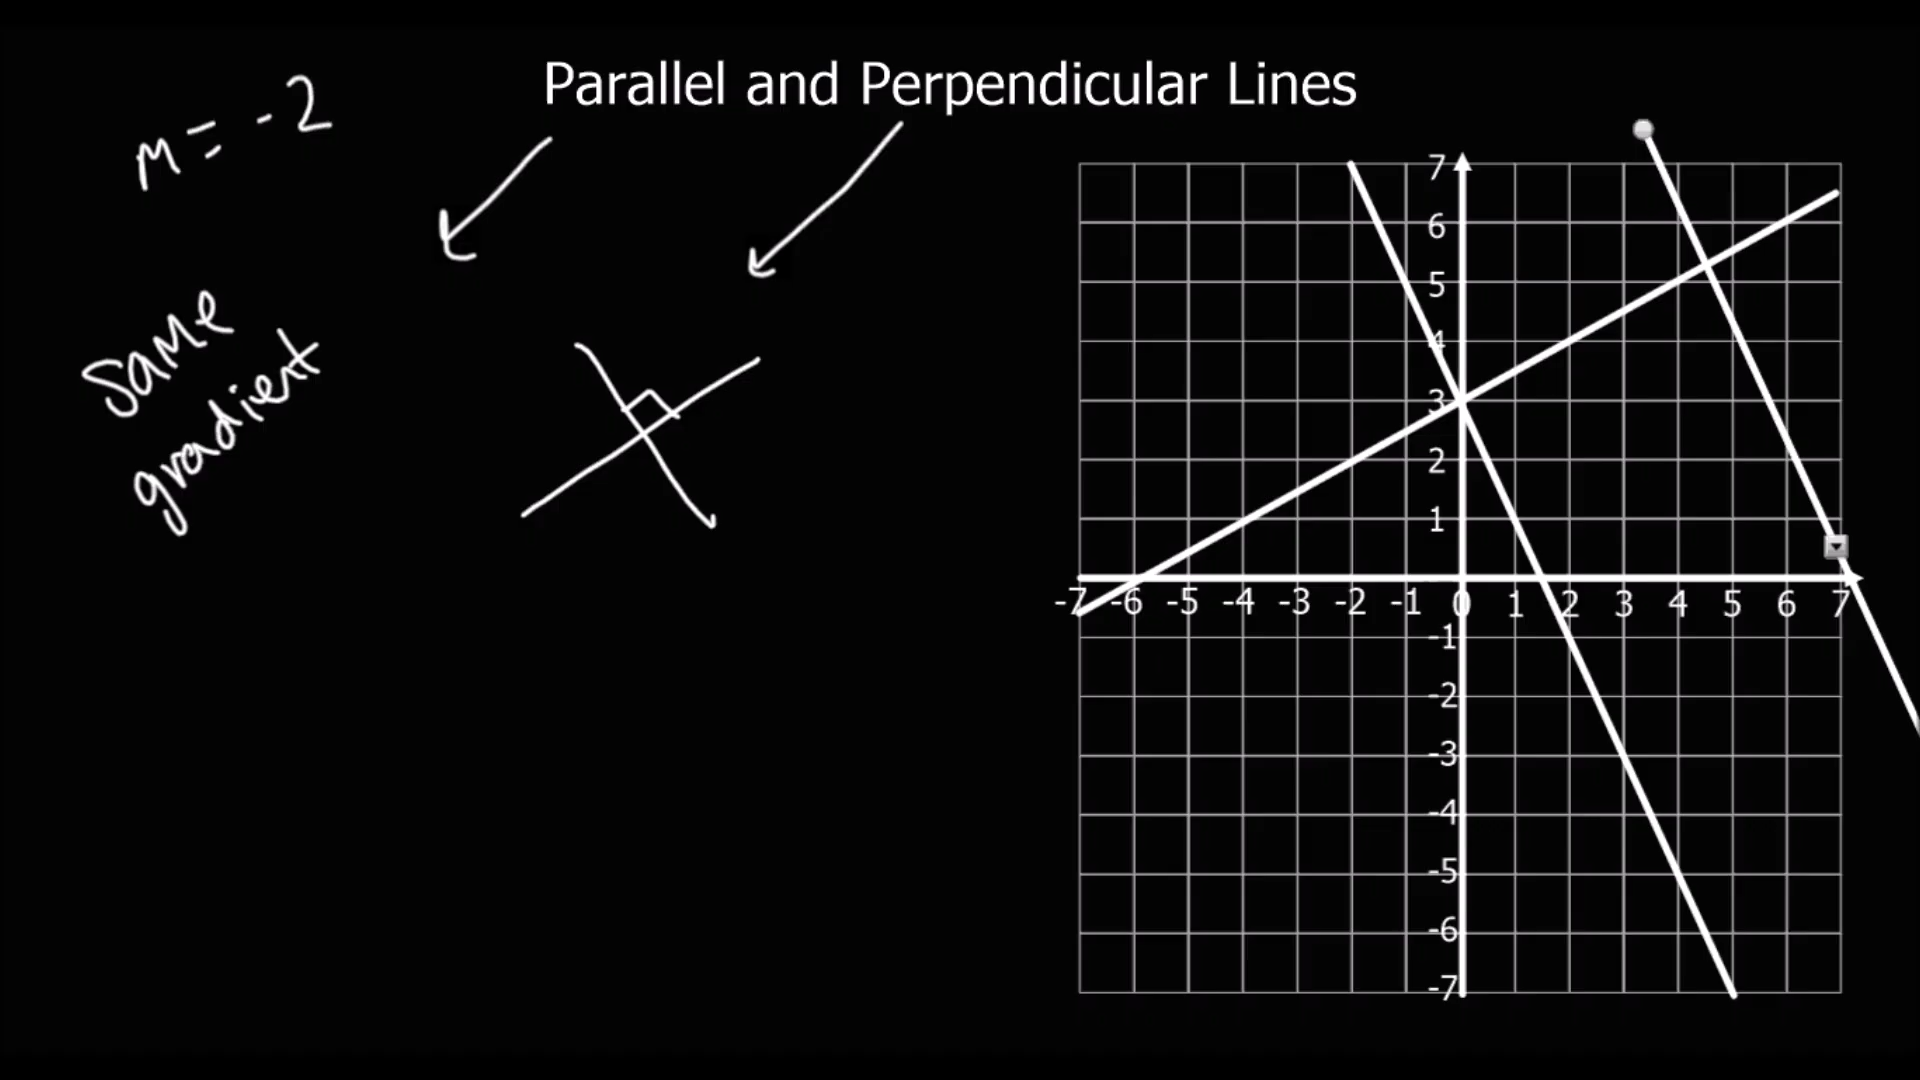 Parallel and Perpendicular Lines
m = -2
Same
gradient
7
6
5
4
3
2
1
-7 -6 -5 -4 -3 -2 -1 0 1 2 3 4 5 6 7
-1
-2
-3
-4
-5
-6
-7